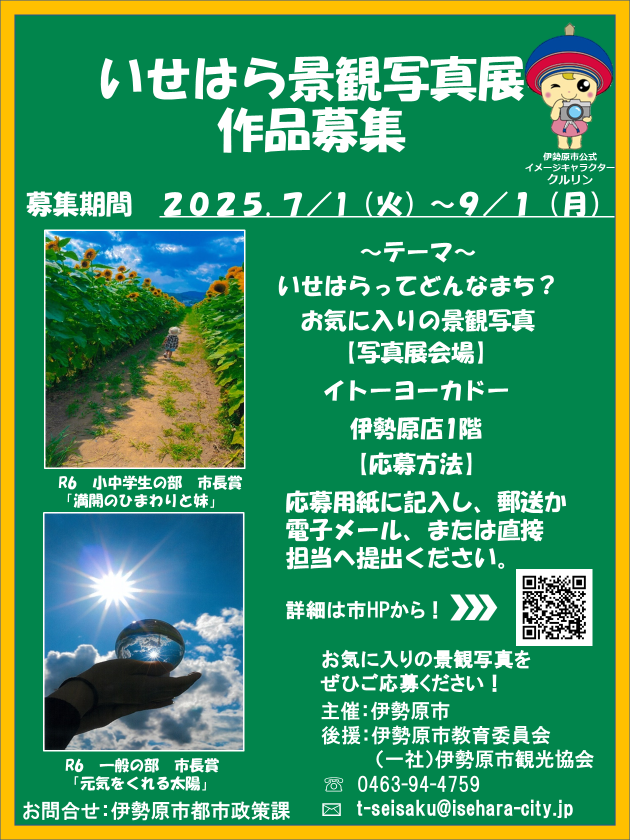 いせはら景観写真展
作品募集
伊勢原市公式
イメージキャラクター
クルリン
募集期間 2025.7/1(火)～9/1(月)
～テーマ～
いせはらってどんなまち？
お気に入りの景観写真
【写真展会場】
イトーヨーカドー
伊勢原店1階
【応募方法】
応募用紙に記入し、郵送か
電子メール、または直接
担当へ提出ください。
R6 小中学生の部 市長賞
「満開のひまわりと妹」
詳細は市HPから！
お気に入りの景観写真を
ぜひご応募ください！
主催：伊勢原市
後援：伊勢原市教育委員会
（一社）伊勢原市観光協会
R6 一般の部 市長賞
「元気をくれる太陽」
☏ 0463-94-4759
お問合せ：伊勢原市都市政策課
✉ t-seisaku@isehara-city.jp